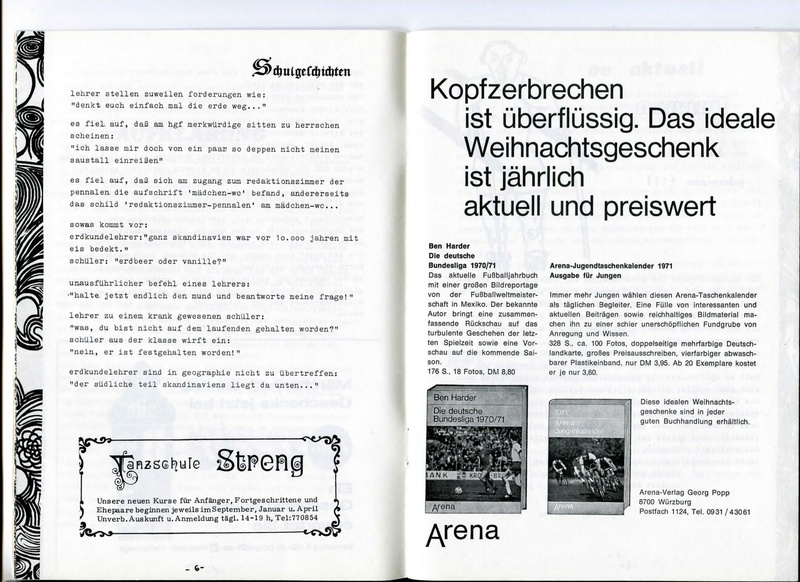 Schulgeschichten
lehrer stellen zuweilen forderungen wie:
"denkt euch einfach mal die erde weg..."
es fiel auf, daß am hgf merkwürdige sitten zu herrschen
scheinen:
"ich lasse mir doch von ein paar so deppen nicht meinen
saustall einreißen"
es fiel auf, daß sich am zugang zum redaktionszimmer der
pennalen die aufschrift 'mädchen-wc' befand, andererseits
das schild 'redaktionszimmer-pennalen' am mädchen-wc...
sowas kommt vor:
erdkundelehrer:"ganz skandinavien war vor 10.000 jahren mit
eis bedekt."
schüler: "erdbeer oder vanille?"
unausführlicher befehl eines lehrers:
"halte jetzt endlich den mund und beantworte meine frage!"
lehrer zu einem krank gewesenen schüler:
"was, du bist nicht auf dem laufenden gehalten worden?"
schüler aus der klasse wirft ein:
"nein, er ist festgehalten worden!"
erdkundelehrer sind in geographie nicht zu übertreffen:
"der südliche teil skandinaviens liegt da unten..."
Tanzschule Streng
Unsere neuen Kurse für Anfänger, Fortgeschrittene und
Ehepaare beginnen jeweils im September, Januar u. April
Unverb. Auskunft u. Anmeldung tägl. 14-19 h, Tel: 770854
- 6 -
Kopfzerbrechen
ist überflüssig. Das ideale
Weihnachtsgeschenk
ist jährlich
aktuell und preiswert
Ben Harder
Die deutsche
Bundesliga 1970/71
Das aktuelle Fußballjahrbuch
mit einer großen Bildreportage
von der Fußballweltmeister-
schaft in Mexiko. Der bekannte
Autor bringt eine zusammen-
fassende Rückschau auf das
turbulente Geschehen der letz-
ten Spielzeit sowie eine Vor-
schau auf die kommende Sai-
son.
176 S., 18 Fotos, DM 8,80
Arena-Jugendtaschenkalender 1971
Ausgabe für Jungen
Immer mehr Jungen wählen diesen Arena-Taschenkalender
als täglichen Begleiter. Eine Fülle von interessanten und
aktuellen Beiträgen sowie reichhaltiges Bildmaterial ma-
chen ihn zu einer schier unerschöpflichen Fundgrube von
Anregung und Wissen.
328 S., ca. 100 Fotos, doppelseitige mehrfarbige Deutsch-
landkarte, großes Preisausschreiben, vierfarbiger abwasch-
barer Plastikeinband, nur DM 3,95. Ab 20 Exemplare kostet
er je nur 3,60.
Ben Harder
Die deutsche
Bundesliga 1970/71
Arena
1971
Arena
Jugendkalender
Arena
Diese idealen Weihnachts-
geschenke sind in jeder
guten Buchhandlung erhältlich.
Arena-Verlag Georg Popp
8700 Würzburg
Postfach 1124, Tel. 0931 / 43061
Arena